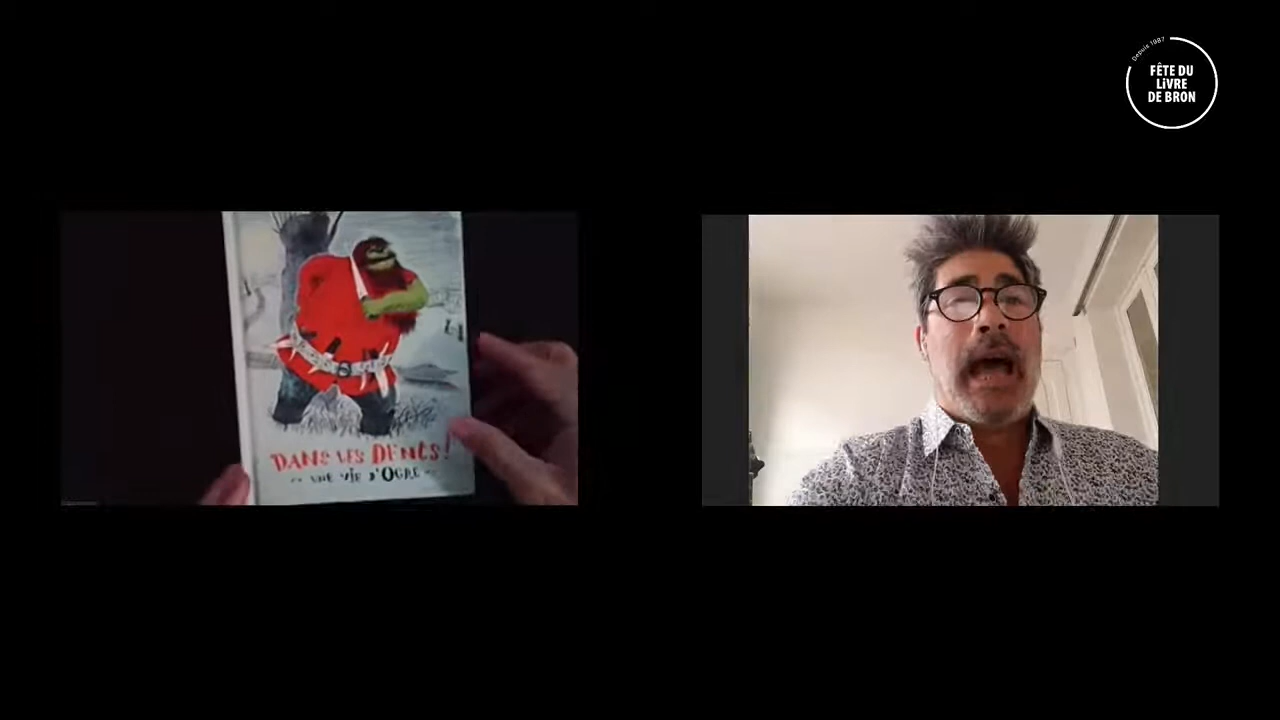 Depuis 1987
FÊTE DU
LiVRE
DE BRON
DANS LES DENTS !
UNE ViE D'OGRE